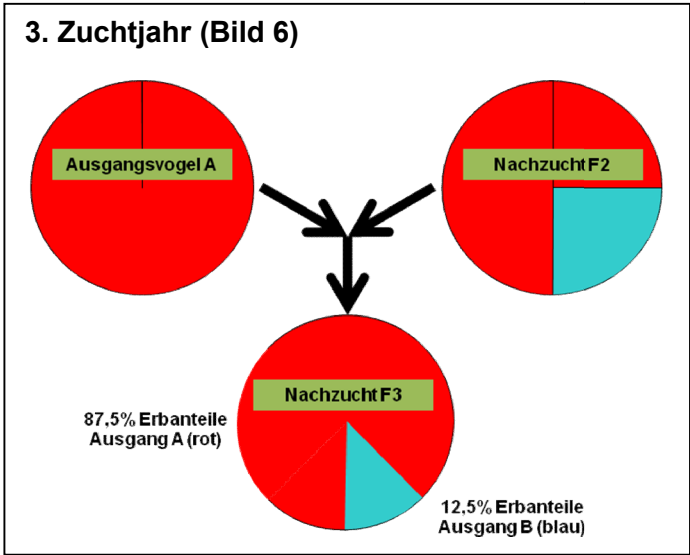 3. Zuchtjahr (Bild 6)
Ausgangsvogel A
Nachzucht F2
Nachzucht F3
87,5% Erbanteile
Ausgang A (rot)
12,5% Erbanteile
Ausgang B (blau)